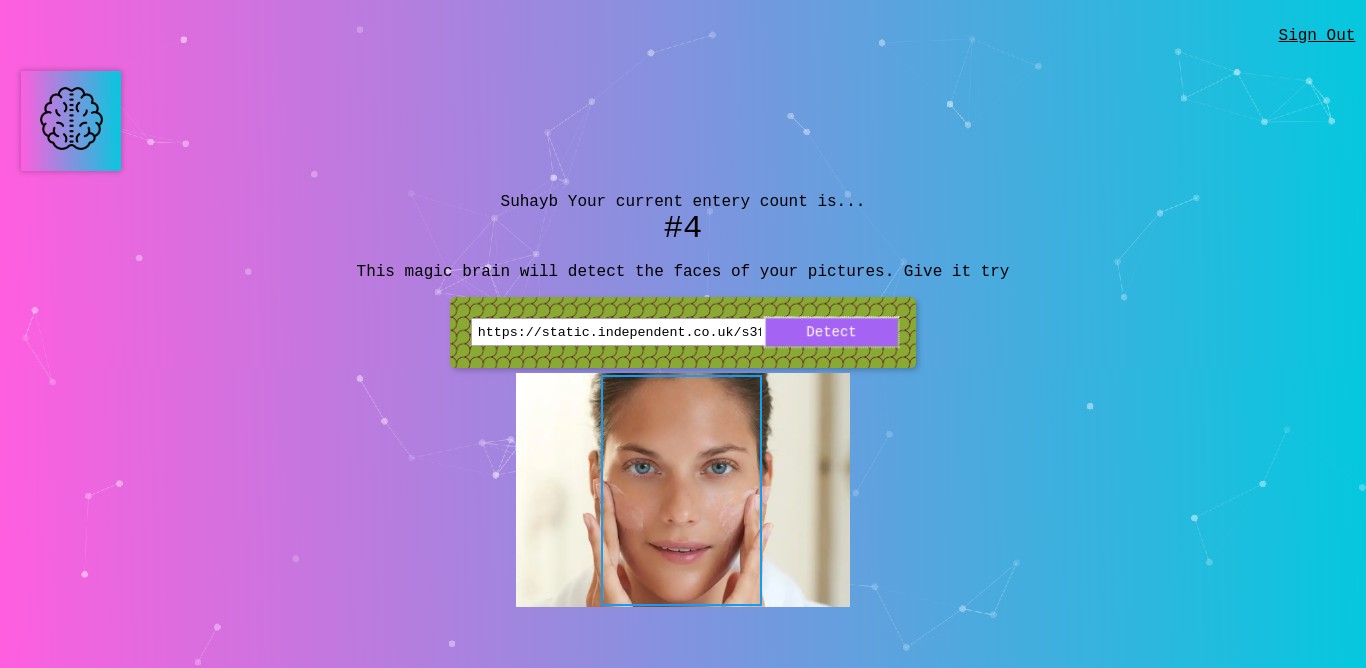 Sign Out
Suhayb Your current entery count is...
#4
This magic brain will detect the faces of your pictures. Give it try
https://static.independent.co.uk/s3f
Detect